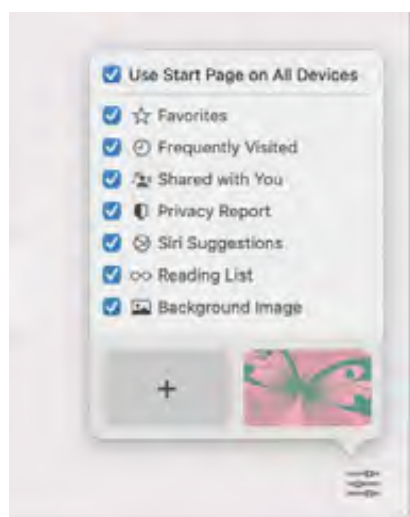 Use Start Page on All Devices
Favorites
Frequently Visited
Shared with You
Privacy Report
Siri Suggestions
Reading List
Background Image
+